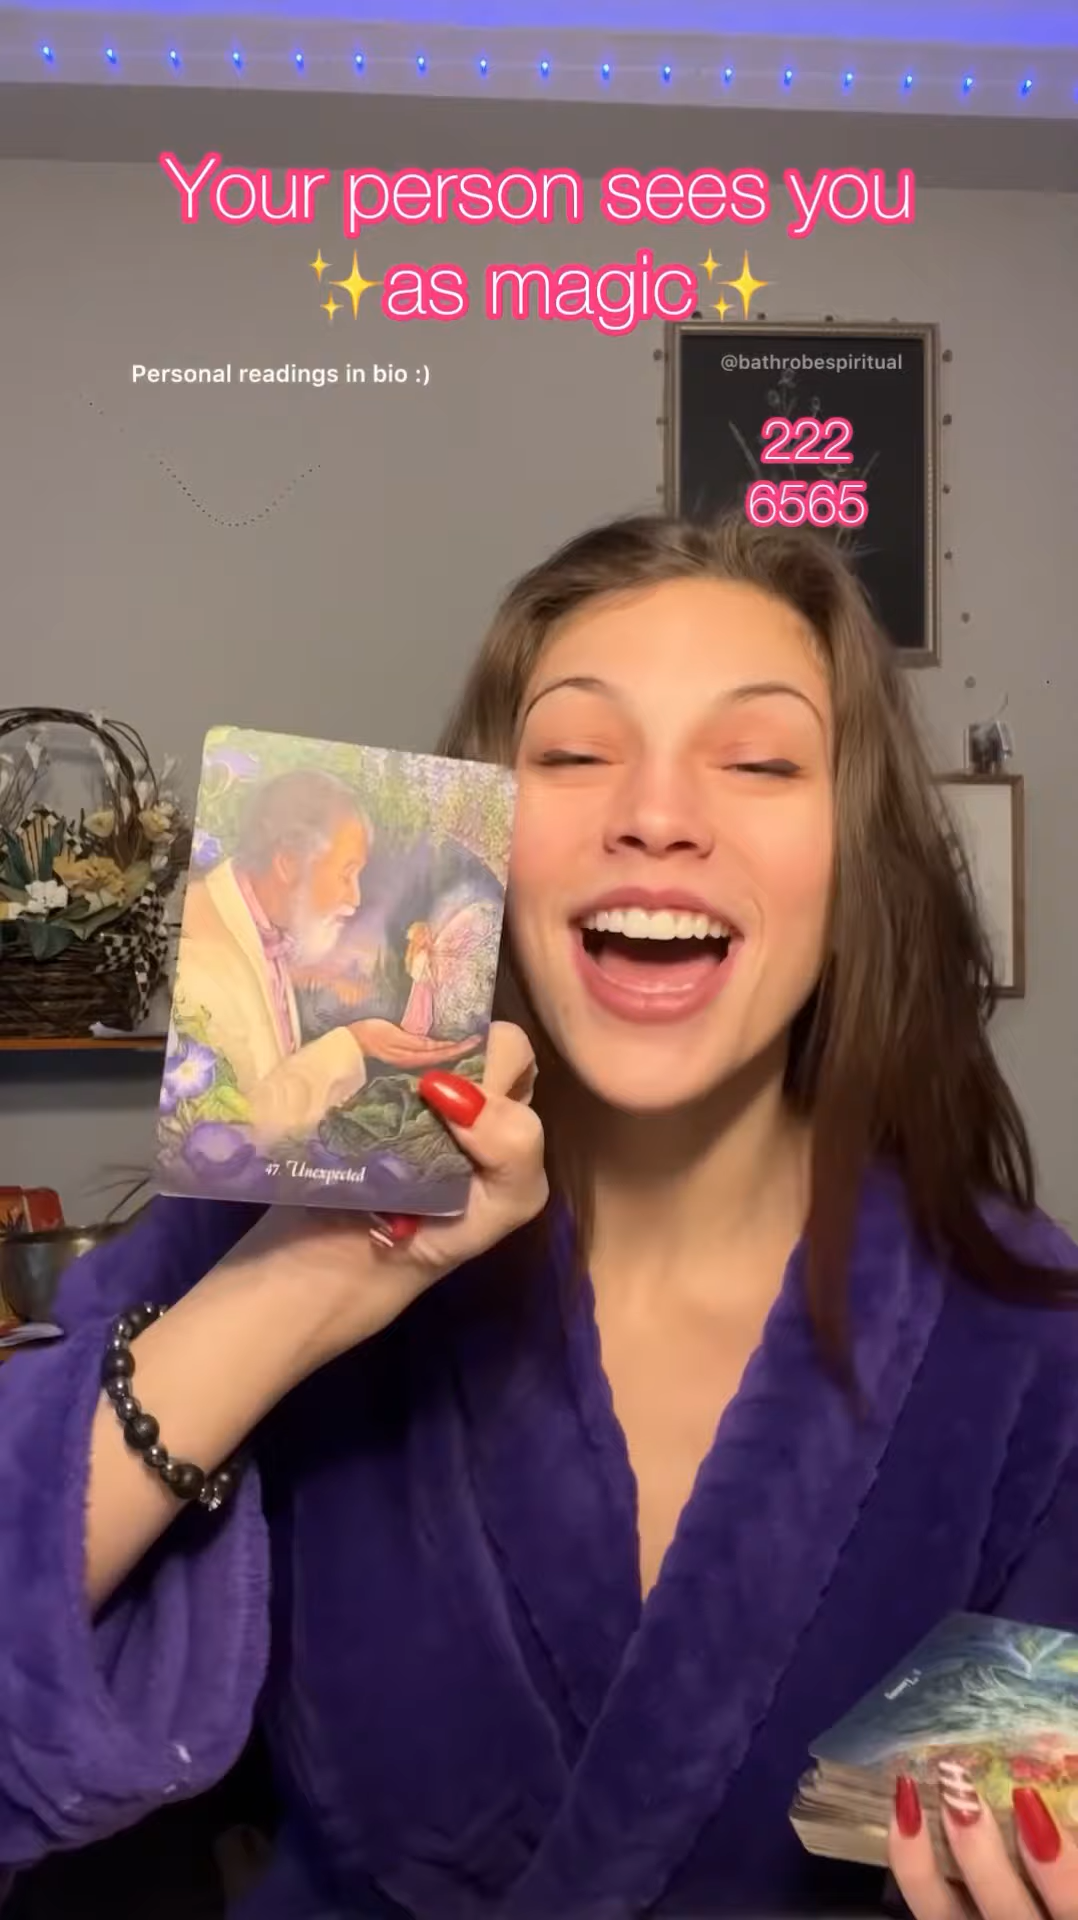 Your person sees you
✨as magic✨
Personal readings in bio :)
@bathrobespiritual
222
6565
47. Unexpected